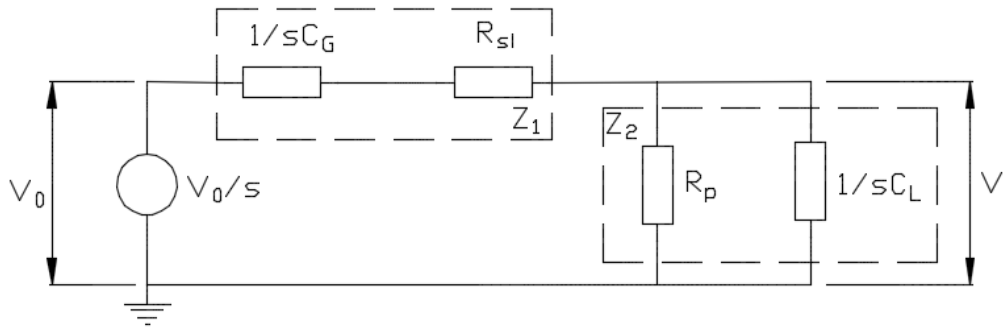 1/sC_G
R_sl
Z_1
Z_2
V_0
V_0/s
R_p
1/sC_L
V